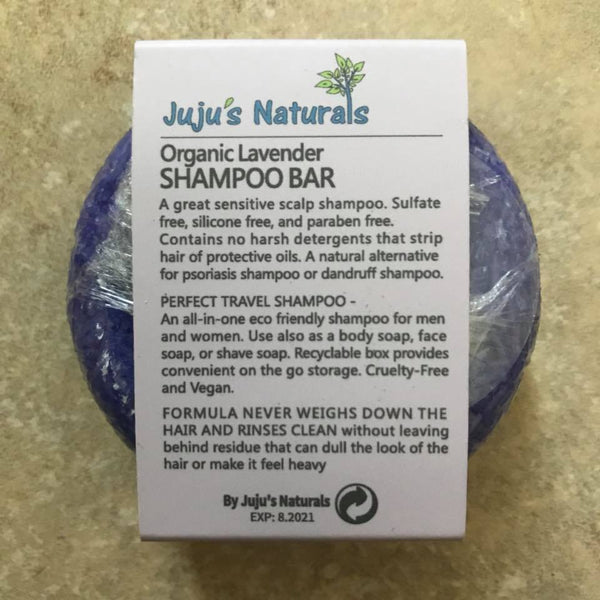 Juju's Naturals
Organic Lavender
SHAMPOO BAR
A great sensitive scalp shampoo. Sulfate
free, silicone free, and paraben free.
Contains no harsh detergents that strip
hair of protective oils. A natural alternative
for psoriasis shampoo or dandruff shampoo.
PERFECT TRAVEL SHAMPOO -
An all-in-one eco friendly shampoo for men
and women. Use also as a body soap, face
soap, or shave soap. Recyclable box provides
convenient on the go storage. Cruelty-Free
and Vegan.
FORMULA NEVER WEIGHS DOWN THE
HAIR AND RINSES CLEAN without leaving
behind residue that can dull the look of the
hair or make it feel heavy
By Juju's Naturals
EXP: 8.2021